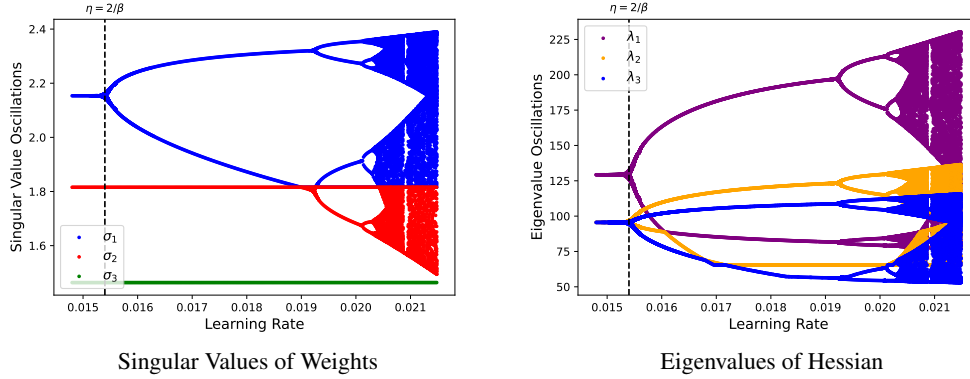 η = 2/β
2.4
2.2
2.0
1.8
1.6
Singular Value Oscillations
σ1
σ2
σ3
0.015 0.016 0.017 0.018 0.019 0.020 0.021
Learning Rate
Singular Values of Weights
η = 2/β
225
200
175
150
125
100
75
50
Eigenvalue Oscillations
λ1
λ2
λ3
0.015 0.016 0.017 0.018 0.019 0.020 0.021
Learning Rate
Eigenvalues of Hessian